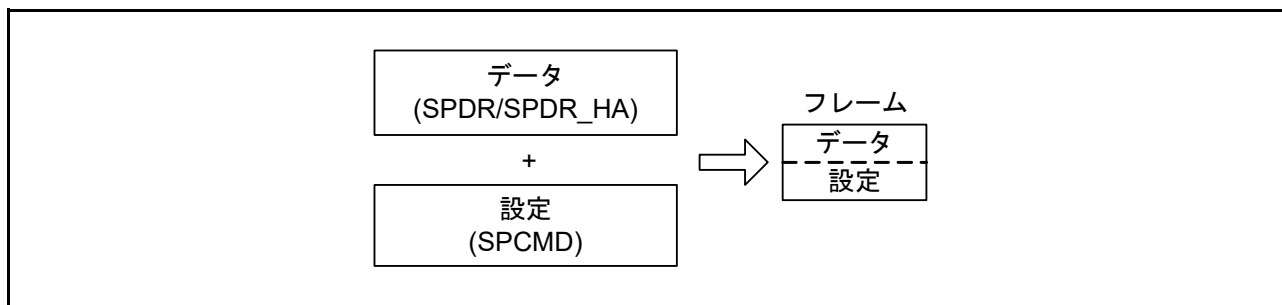 データ
(SPDR/SPDR_HA)
+
設定
(SPCMD)
フレーム
データ
設定